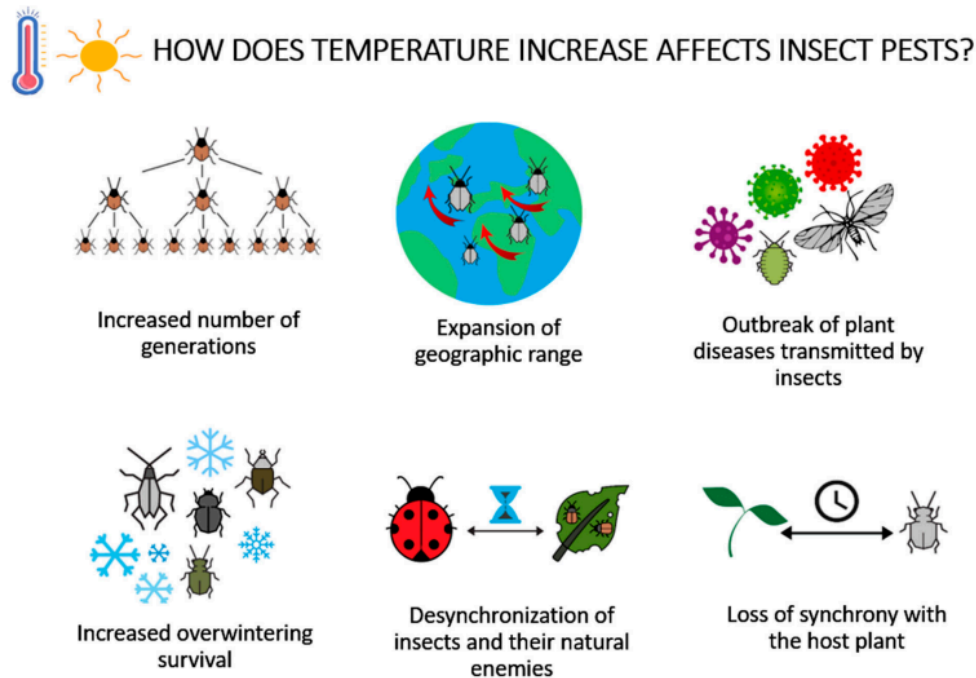 HOW DOES TEMPERATURE INCREASE AFFECTS INSECT PESTS?
Increased number of
generations
Expansion of
geographic range
Outbreak of plant
diseases transmitted by
insects
Increased overwintering
survival
Desynchronization of
insects and their natural
enemies
Loss of synchrony with
the host plant